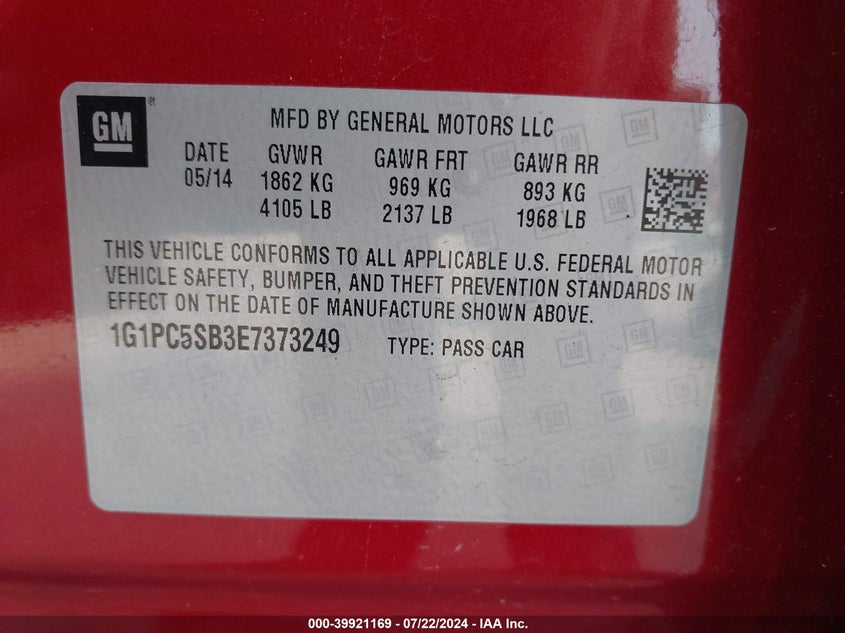 GM
®
MFD BY GENERAL MOTORS LLC
DATE GVWR GAWR FRT GAWR RR
05/14 1862 KG 969 KG 893 KG
4105 LB 2137 LB 1968 LB
THIS VEHICLE CONFORMS TO ALL APPLICABLE U.S. FEDERAL MOTOR
VEHICLE SAFETY, BUMPER, AND THEFT PREVENTION STANDARDS IN
EFFECT ON THE DATE OF MANUFACTURE SHOWN ABOVE.
1G1PC5SB3E7373249 TYPE: PASS CAR
000-39921169 - 07/22/2024 - IAA Inc.